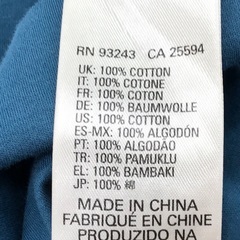 RN 93243 CA 25594
UK: 100% COTTON
IT: 100% COTONE
FR: 100% COTON
DE: 100% BAUMWOLLE
US: 100% COTTON
ES-MX: 100% ALGODÓN
PT: 100% ALGODÃO
TR: 100% PAMUKLU
EL: 100% BAMBAKI
JP: 100% 綿
MADE IN CHINA
FABRIQUÉ EN CHINE
PRODUZIDO NA